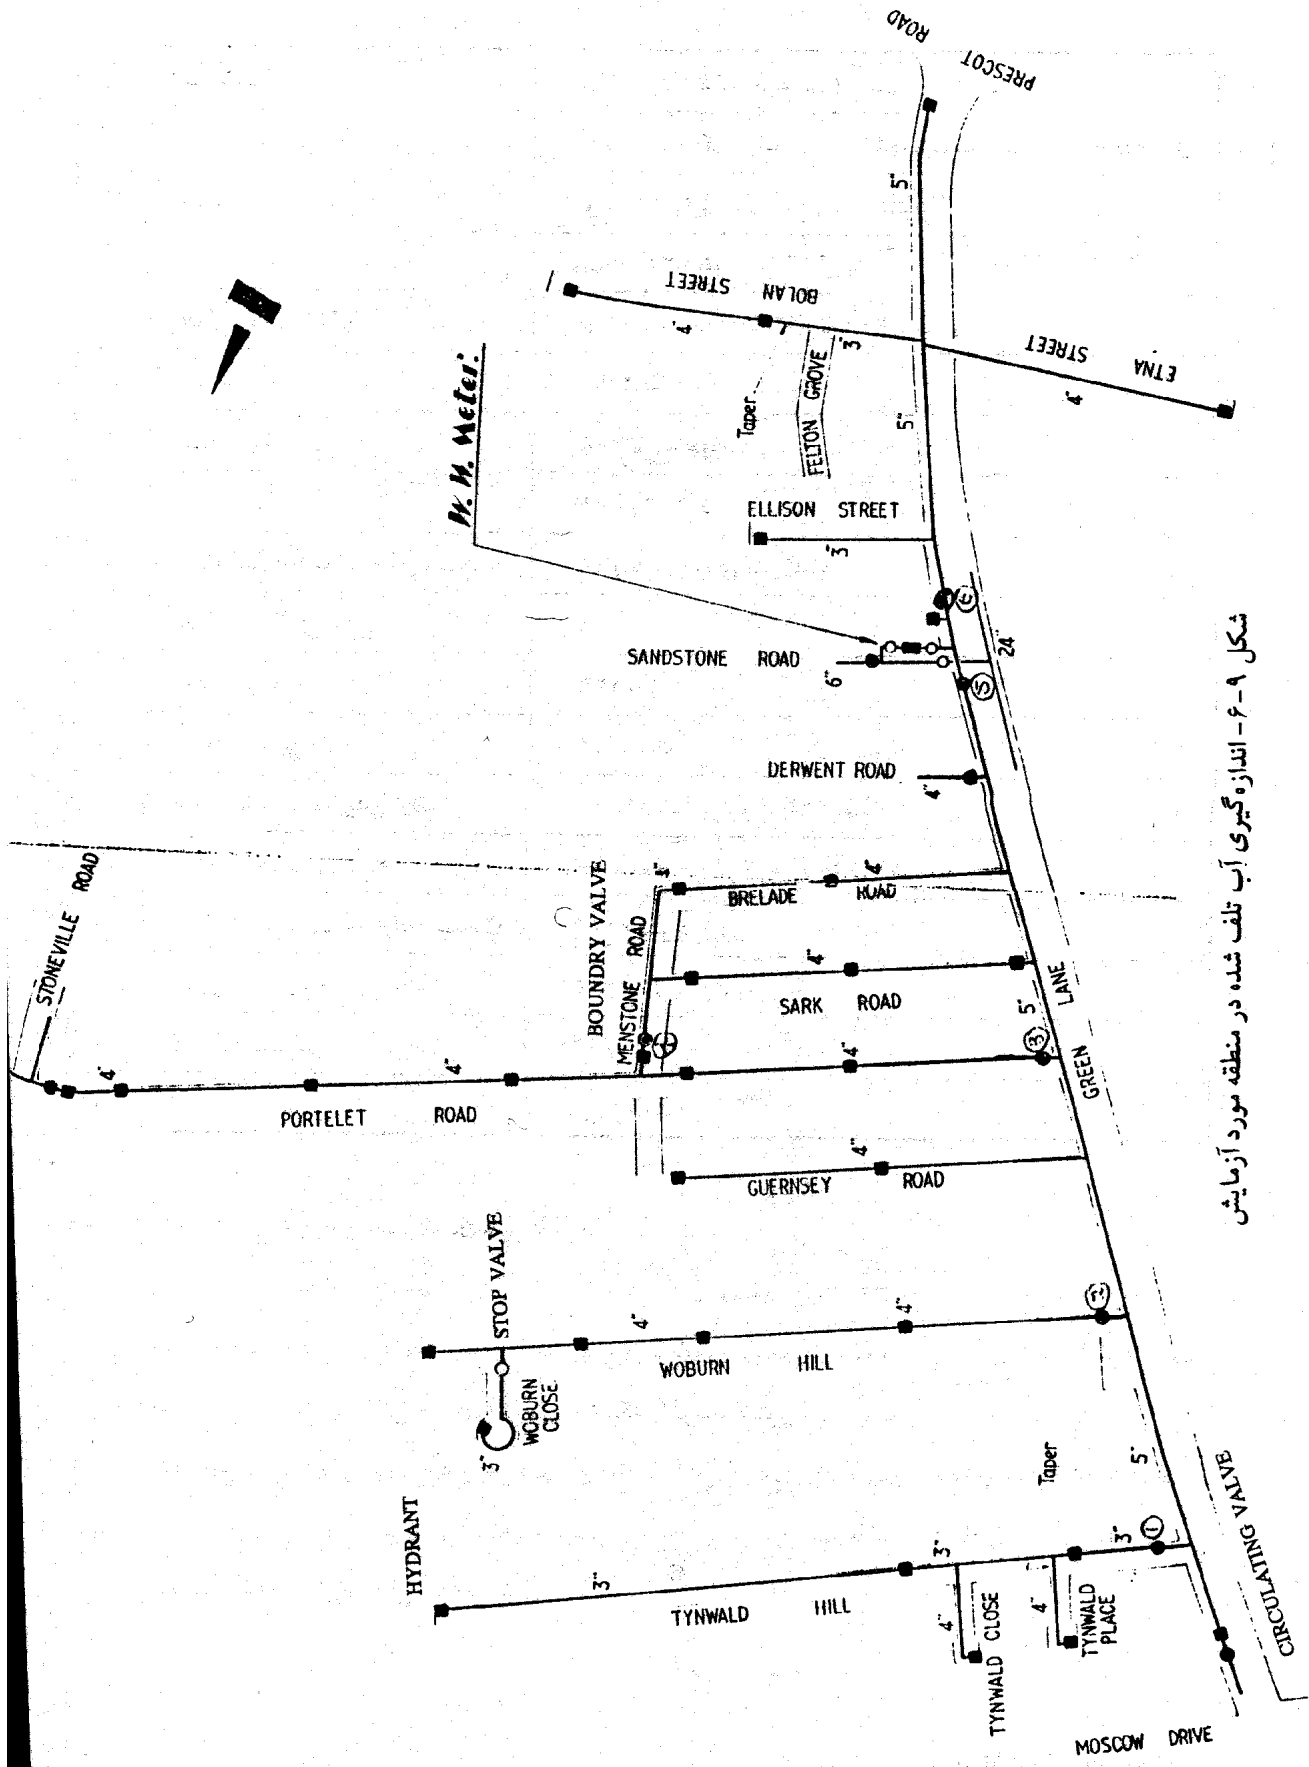 PRESCOT
ROAD
5"
BOLAN STREET
4"
3"
ETNA STREET
4"
Taper
FELTON GROVE
5"
W. W. Meter.
ELLISON STREET
3"
SANDSTONE ROAD
6"
24"
5
DERWENT ROAD
4"
STONEVILLE ROAD
BOUNDRY VALVE
MENSTONE ROAD
BRELADE ROAD
4"
SARK ROAD
4"
5"
GREEN LANE
3
PORTELET ROAD
4"
4"
4"
GUERNSEY ROAD
4"
STOP VALVE
WOBURN HILL
4"
4"
WOBURN
CLOSE
3"
HYDRANT
TYNWALD HILL
3"
3"
3"
1
Taper
5"
TYNWALD CLOSE
4"
TYNWALD
PLACE
4"
CIRCULATING VALVE
MOSCOW DRIVE
شکل ۹-۶- اندازه گیری آب تلف شده در منطقه مورد آزمایش